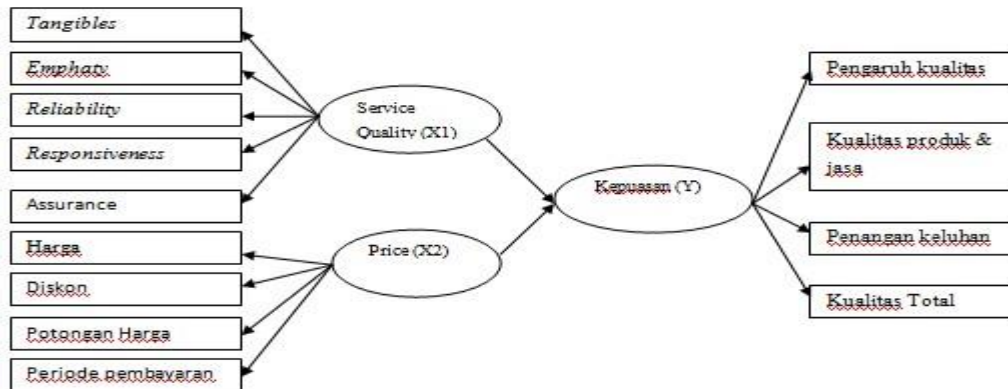 Tangibles
Emphaty
Reliability
Responsiveness
Assurance
Harga
Diskon
Potongan Harga
Periode pembayaran
Service
Quality (X1)
Price (X2)
Kepuasan (Y)
Pengaruh kualitas
Kualitas produk &
jasa
Penangan keluhan
Kualitas Total